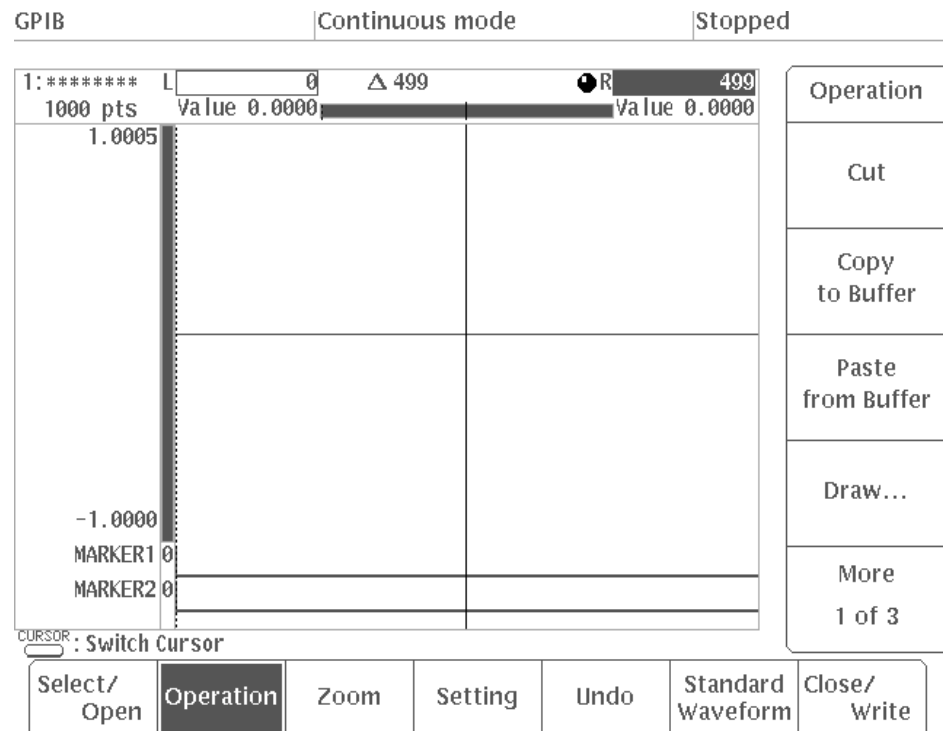 GPIB Continuous mode Stopped
1:******** L 0 Δ 499 R 499
1000 pts Value 0.0000 Value 0.0000
1.0005
-1.0000
MARKER1 0
MARKER2 0
CURSOR : Switch Cursor
Operation
Cut
Copy
to Buffer
Paste
from Buffer
Draw...
More
1 of 3
Select/
Open
Operation
Zoom
Setting
Undo
Standard
Waveform
Close/
Write